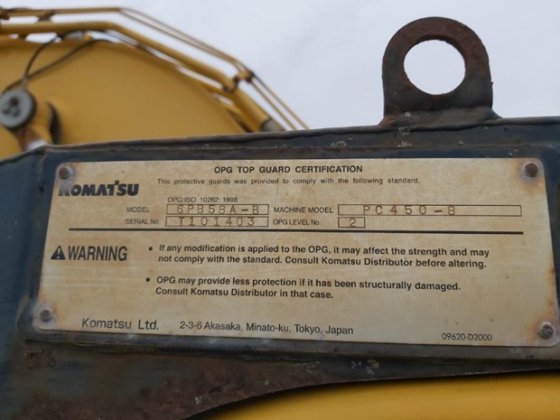 OPG TOP GUARD CERTIFICATION
KOMATSU
This protective guards was provided to comply with the following standard.
OPG:ISO 10262: 1998
MODEL 6PB58A-B MACHINE MODEL PC450-8
SERIAL No T101403 OPG LEVEL No. 2
WARNING
• If any modification is applied to the OPG, it may affect the strength and may
not comply with the standard. Consult Komatsu Distributor before altering.
• OPG may provide less protection if it has been structurally damaged.
Consult Komatsu Distributor in that case.
Komatsu Ltd. 2-3-6 Akasaka, Minato-ku, Tokyo, Japan
09620-D2000